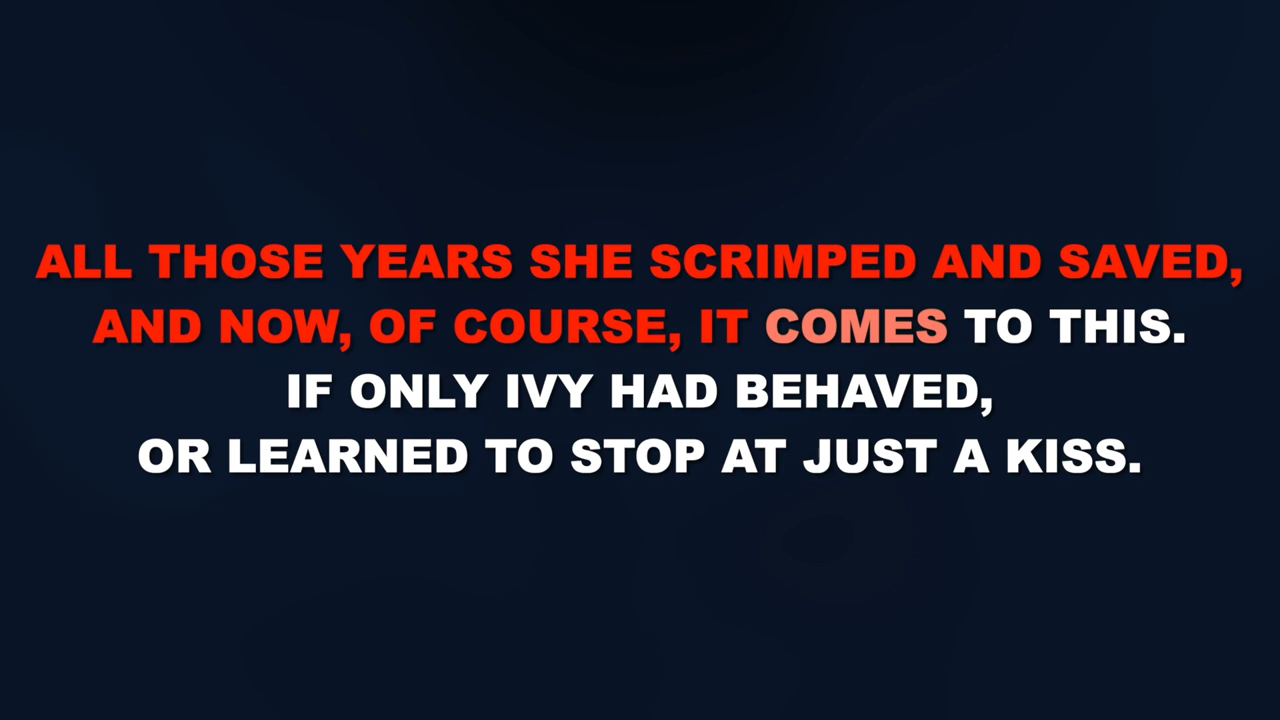 ALL THOSE YEARS SHE SCRIMPED AND SAVED,
AND NOW, OF COURSE, IT COMES TO THIS.
IF ONLY IVY HAD BEHAVED,
OR LEARNED TO STOP AT JUST A KISS.